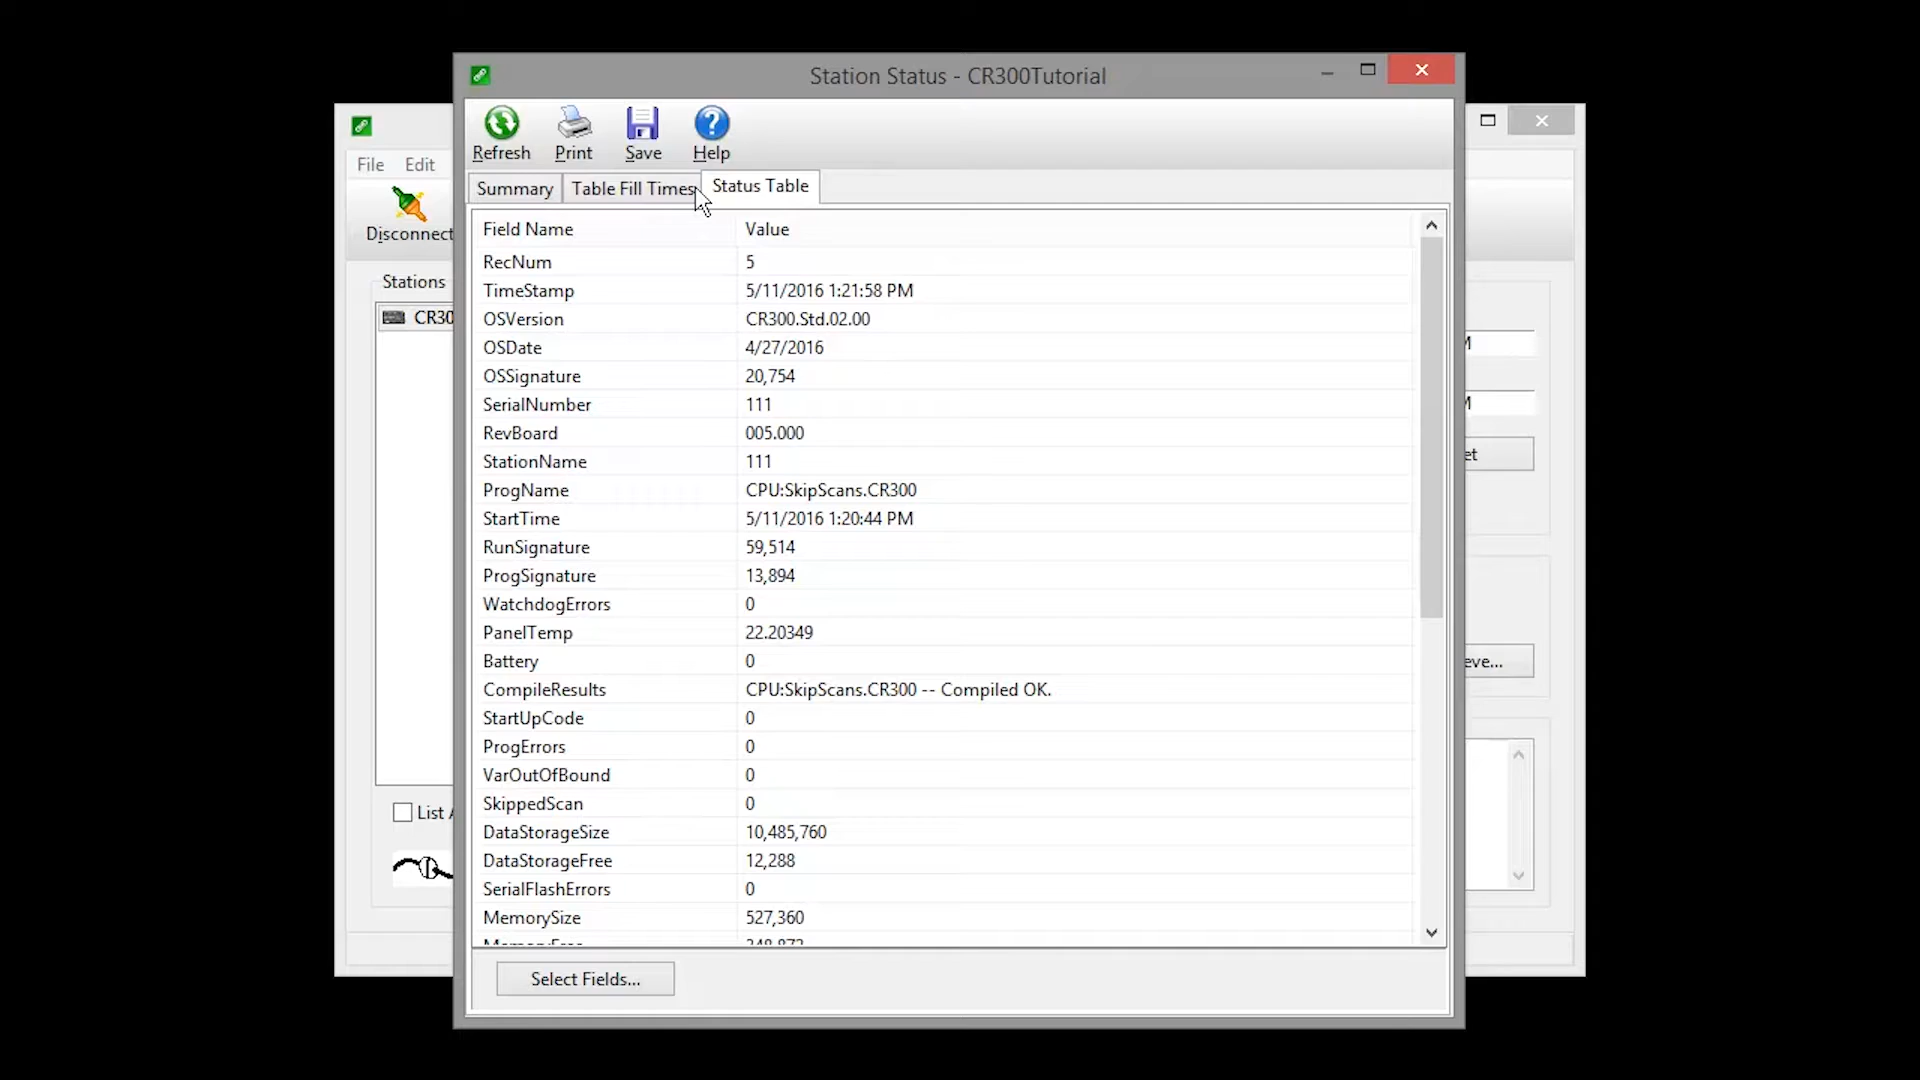 Station Status - CR300Tutorial
Refresh Print Save Help
File Edit
Summary Table Fill Times Status Table
Disconnect
Field Name Value
RecNum 5
Stations
TimeStamp 5/11/2016 1:21:58 PM
CR30
OSVersion CR300.Std.02.00
OSDate 4/27/2016
OSSignature 20,754
SerialNumber 111
RevBoard 005.000
StationName 111
et
ProgName CPU:SkipScans.CR300
StartTime 5/11/2016 1:20:44 PM
RunSignature 59,514
ProgSignature 13,894
WatchdogErrors 0
PanelTemp 22.20349
Battery 0
eve...
CompileResults CPU:SkipScans.CR300 -- Compiled OK.
StartUpCode 0
ProgErrors 0
VarOutOfBound 0
SkippedScan 0
List
DataStorageSize 10,485,760
DataStorageFree 12,288
SerialFlashErrors 0
MemorySize 527,360
Select Fields...